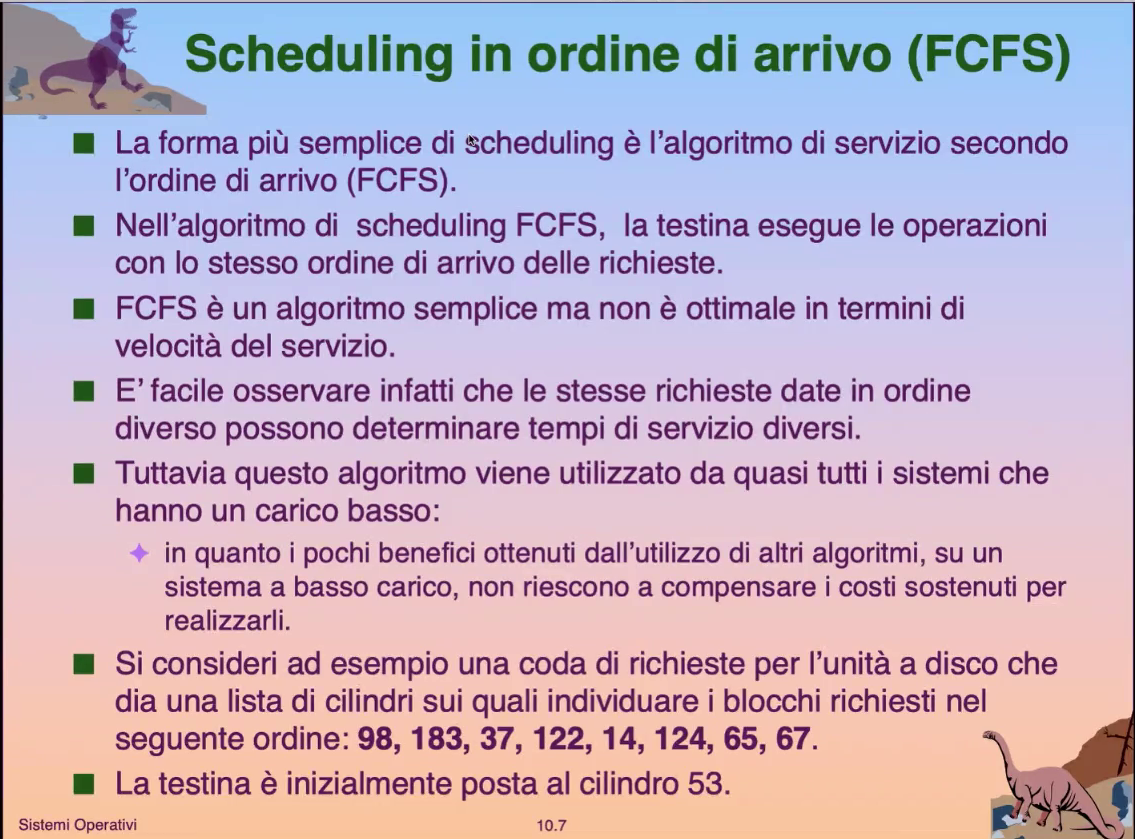 Scheduling in ordine di arrivo (FCFS)
La forma più semplice di scheduling è l'algoritmo di servizio secondo
l'ordine di arrivo (FCFS).
Nell'algoritmo di scheduling FCFS, la testina esegue le operazioni
con lo stesso ordine di arrivo delle richieste.
FCFS è un algoritmo semplice ma non è ottimale in termini di
velocità del servizio.
E' facile osservare infatti che le stesse richieste date in ordine
diverso possono determinare tempi di servizio diversi.
Tuttavia questo algoritmo viene utilizzato da quasi tutti i sistemi che
hanno un carico basso:
in quanto i pochi benefici ottenuti dall'utilizzo di altri algoritmi, su un
sistema a basso carico, non riescono a compensare i costi sostenuti per
realizzarli.
Si consideri ad esempio una coda di richieste per l'unità a disco che
dia una lista di cilindri sui quali individuare i blocchi richiesti nel
seguente ordine: 98, 183, 37, 122, 14, 124, 65, 67.
La testina è inizialmente posta al cilindro 53.
Sistemi Operativi
10.7